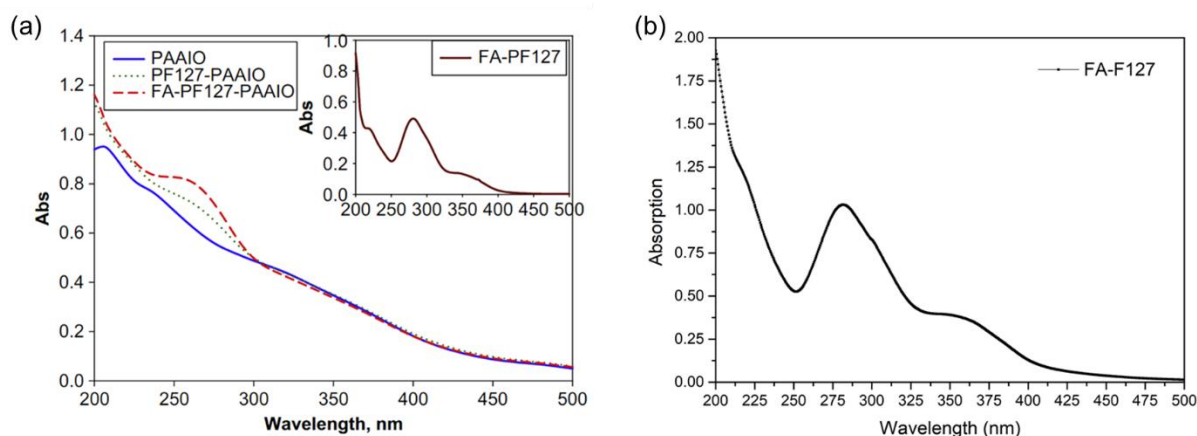 (a)
1.4
1.2
1.0
0.8
0.6
0.4
0.2
0.0
Abs
PAAIO
PF127-PAAIO
FA-PF127-PAAIO
200 250 300 350 400 450 500
Wavelength, nm
1.0
0.8
0.6
0.4
0.2
0.0
Abs
FA-PF127
200 250 300 350 400 450 500
(b)
2.00
1.75
1.50
1.25
1.00
0.75
0.50
0.25
0.00
Absorption
FA-F127
200 225 250 275 300 325 350 375 400 425 450 475 500
Wavelength (nm)